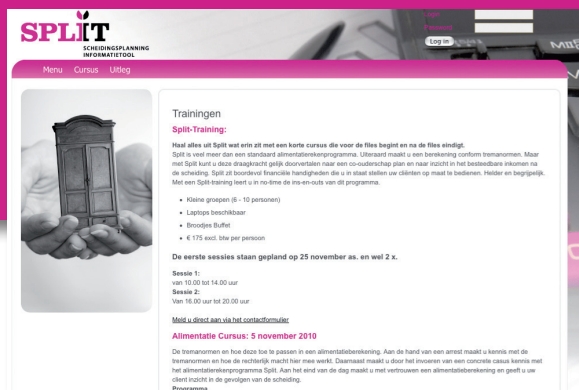 Login
Password
Log in
SPLIT
SCHEIDINGSPLANNING
INFORMATIETOOL
Menu Cursus Uitleg
Trainingen
Split-Training:
Haal alles uit Split wat erin zit met een korte cursus die voor de files begint en na de files eindigt.
Split is veel meer dan een standaard alimentatierekenprogramma. Uiteraard maakt u een berekening conform tremanormen. Maar
met Split kunt u deze draagkracht gelijk doorvertalen naar een co-ouderschap plan en naar inzicht in het besteedbare inkomen na
de scheiding. Split zit boordevol financiële handigheden die u in staat stellen uw cliënten op maat te bedienen. Helder en begrijpelijk.
Met een Split-training leert u in no-time de ins-en-outs van dit programma.
• Kleine groepen (6 - 10 personen)
• Laptops beschikbaar
• Broodjes Buffet
• € 175 excl. btw per persoon
De eerste sessies staan gepland op 25 november as. en wel 2 x.
Sessie 1:
van 10.00 tot 14.00 uur
Sessie 2:
Van 16.00 uur tot 20.00 uur
Meld u direct aan via het contactformulier
Alimentatie Cursus: 5 november 2010
De tremanormen en hoe deze toe te passen in een alimentatieberekening. Aan de hand van een arrest maakt u kennis met de
tremanormen en hoe de rechterlijk macht hier mee werkt. Daarnaast maakt u door het invoeren van een concrete casus kennis met
het alimentatierekenprogramma Split. Aan het eind van de dag maakt u met vertrouwen een alimentatieberekening en geeft u uw
client inzicht in de gevolgen van de scheiding.
Programma